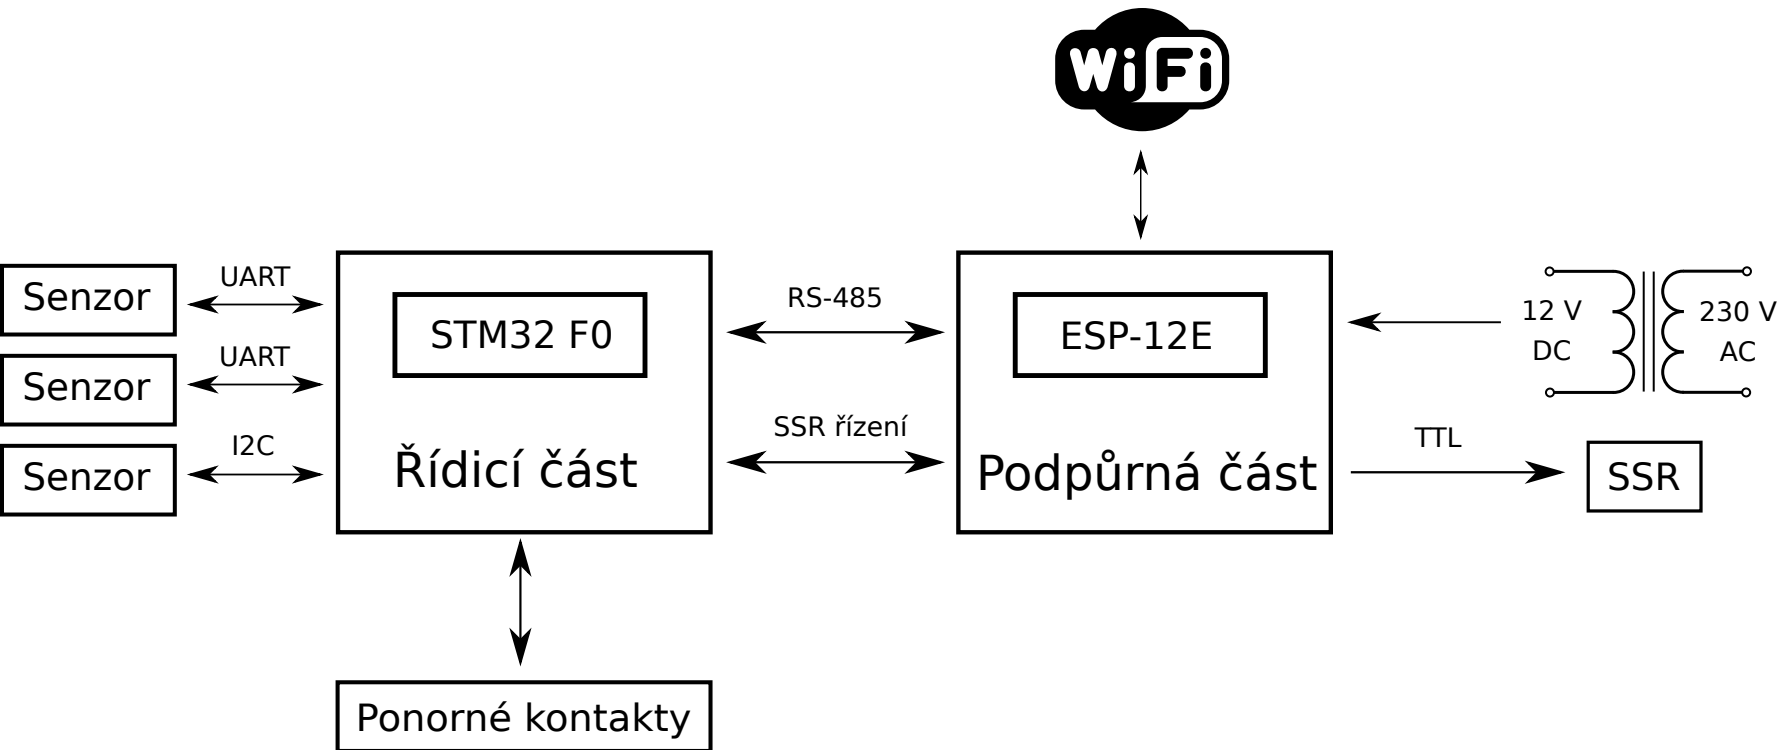 WiFi
Senzor
UART
Senzor
UART
Senzor
I2C
STM32 F0
Řídicí část
RS-485
SSR řízení
ESP-12E
Podpůrná část
12 V
DC
230 V
AC
TTL
SSR
Ponorné kontakty